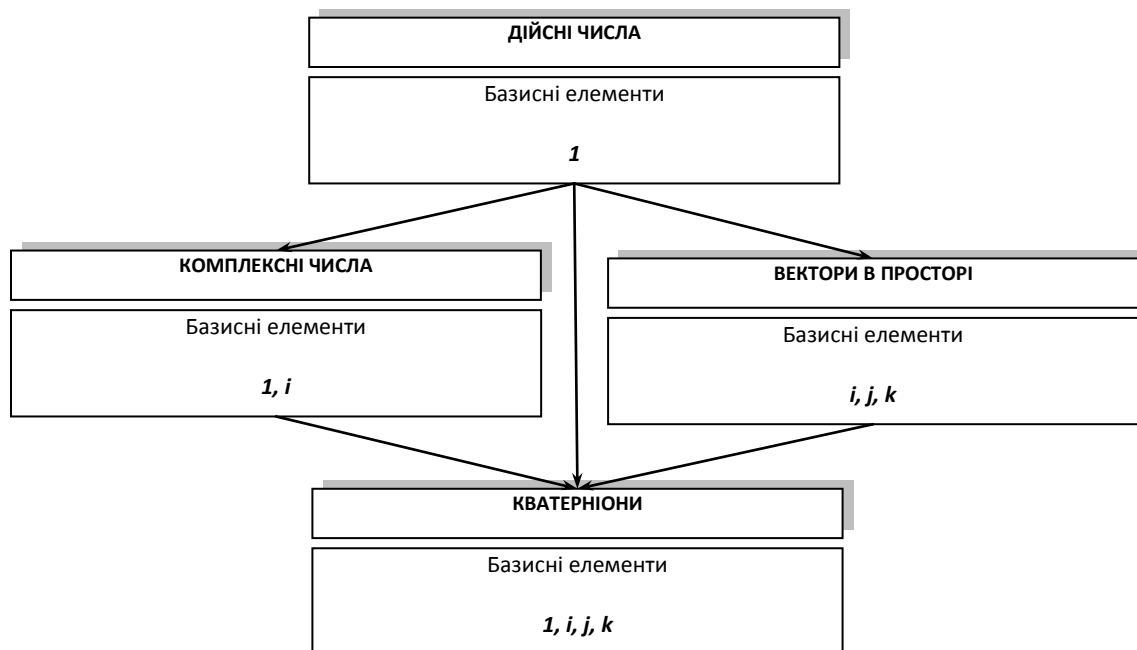 ДІЙСНІ ЧИСЛА
Базисні елементи
1
КОМПЛЕКСНІ ЧИСЛА
Базисні елементи
1, i
ВЕКТОРИ В ПРОСТОРІ
Базисні елементи
i, j, k
КВАТЕРНІОНИ
Базисні елементи
1, i, j, k